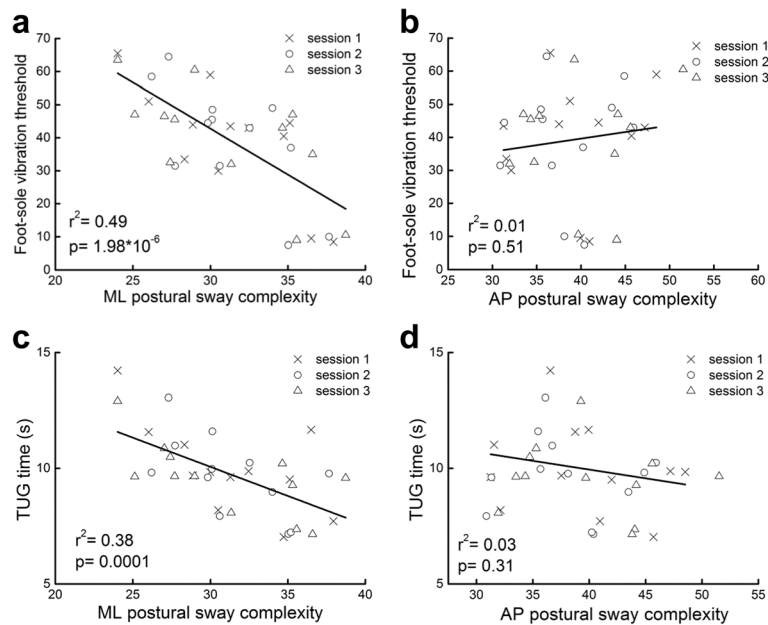 a
session 1
session 2
session 3
Foot-sole vibration threshold
70
60
50
40
30
20
10
0
r²= 0.49
p= 1.98*10⁻⁶
20
25
30
35
40
ML postural sway complexity
b
session 1
session 2
session 3
Foot-sole vibration threshold
70
60
50
40
30
20
10
0
r²= 0.01
p= 0.51
25
30
35
40
45
50
55
60
AP postural sway complexity
c
session 1
session 2
session 3
TUG time (s)
15
10
5
r²= 0.38
p= 0.0001
20
25
30
35
40
ML postural sway complexity
d
session 1
session 2
session 3
TUG time (s)
15
10
5
r²= 0.03
p= 0.31
30
35
40
45
50
55
AP postural sway complexity